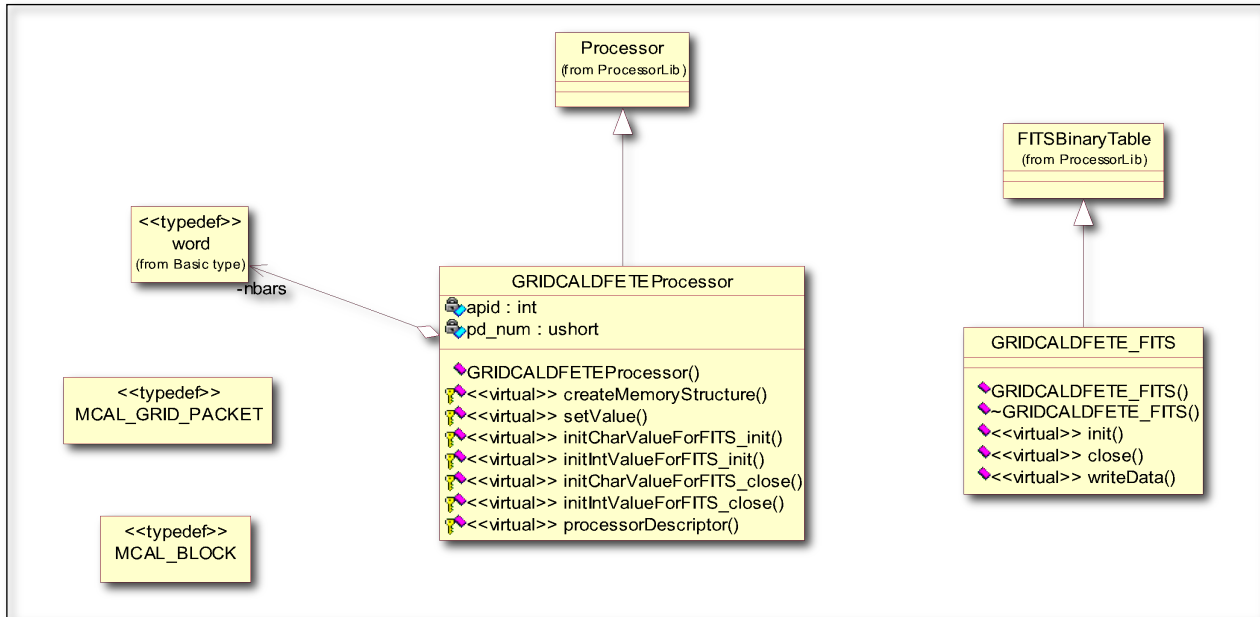 Processor
(from ProcessorLib)
FITSBinaryTable
(from ProcessorLib)
<<typedef>>
word
(from Basic type)
-nbars
GRIDCALDFETEProcessor
apid : int
pd_num : ushort
GRIDCALDFETEProcessor()
<<virtual>> createMemoryStructure()
<<virtual>> setValue()
<<virtual>> initCharValueForFITS_init()
<<virtual>> initIntValueForFITS_init()
<<virtual>> initCharValueForFITS_close()
<<virtual>> initIntValueForFITS_close()
<<virtual>> processorDescriptor()
GRIDCALDFETE_FITS
GRIDCALDFETE_FITS()
~GRIDCALDFETE_FITS()
<<virtual>> init()
<<virtual>> close()
<<virtual>> writeData()
<<typedef>>
MCAL_GRID_PACKET
<<typedef>>
MCAL_BLOCK